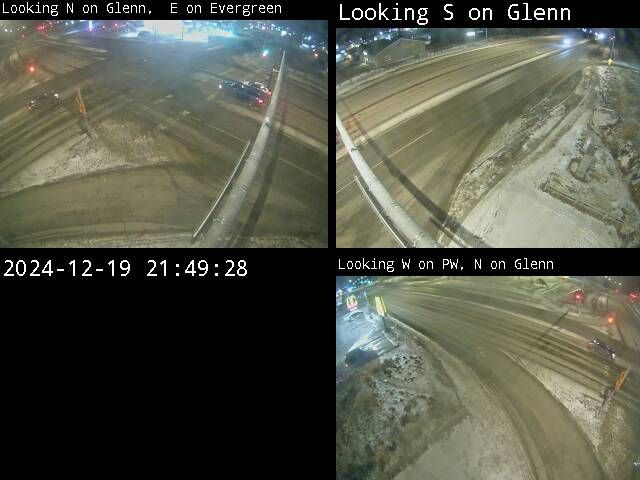 Looking N on Glenn,  E on Evergreen
Looking S on Glenn
2024-12-19 21:49:28
Looking W on PW, N on Glenn